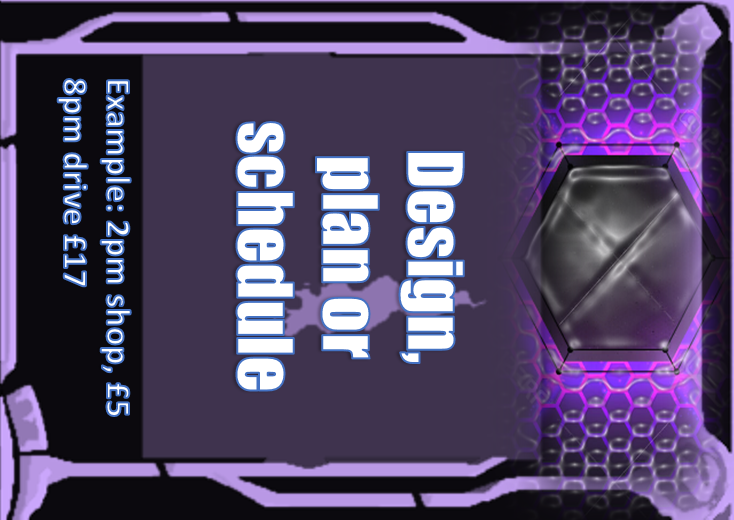 Design,
plan or
schedule
Example: 2pm shop, £5
8pm drive £17